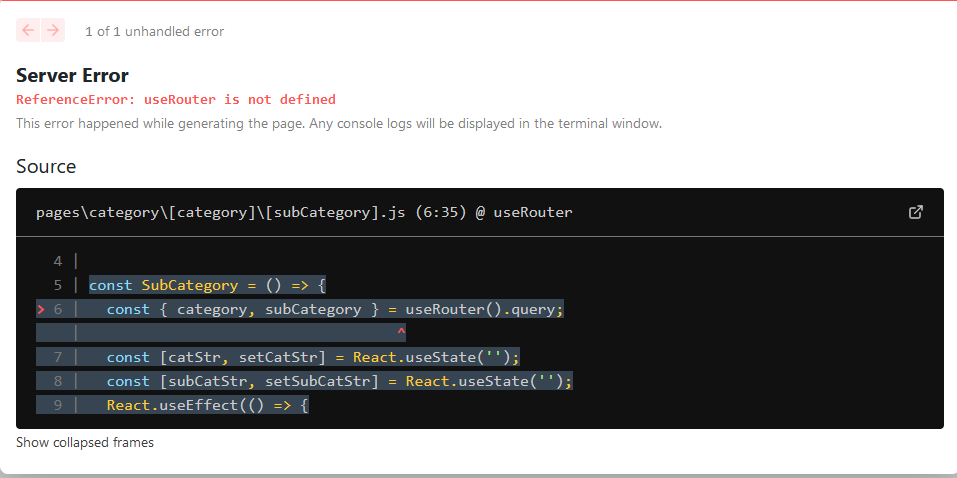 1 of 1 unhandled error
Server Error
ReferenceError: useRouter is not defined
This error happened while generating the page. Any console logs will be displayed in the terminal window.
Source
pages\category\[category]\[subCategory].js (6:35) @ useRouter
4 |
5 | const SubCategory = () => {
> 6 |   const { category, subCategory } = useRouter().query;
|                                    ^
7 |   const [catStr, setCatStr] = React.useState('');
8 |   const [subCatStr, setSubCatStr] = React.useState('');
9 |   React.useEffect(() => {
Show collapsed frames